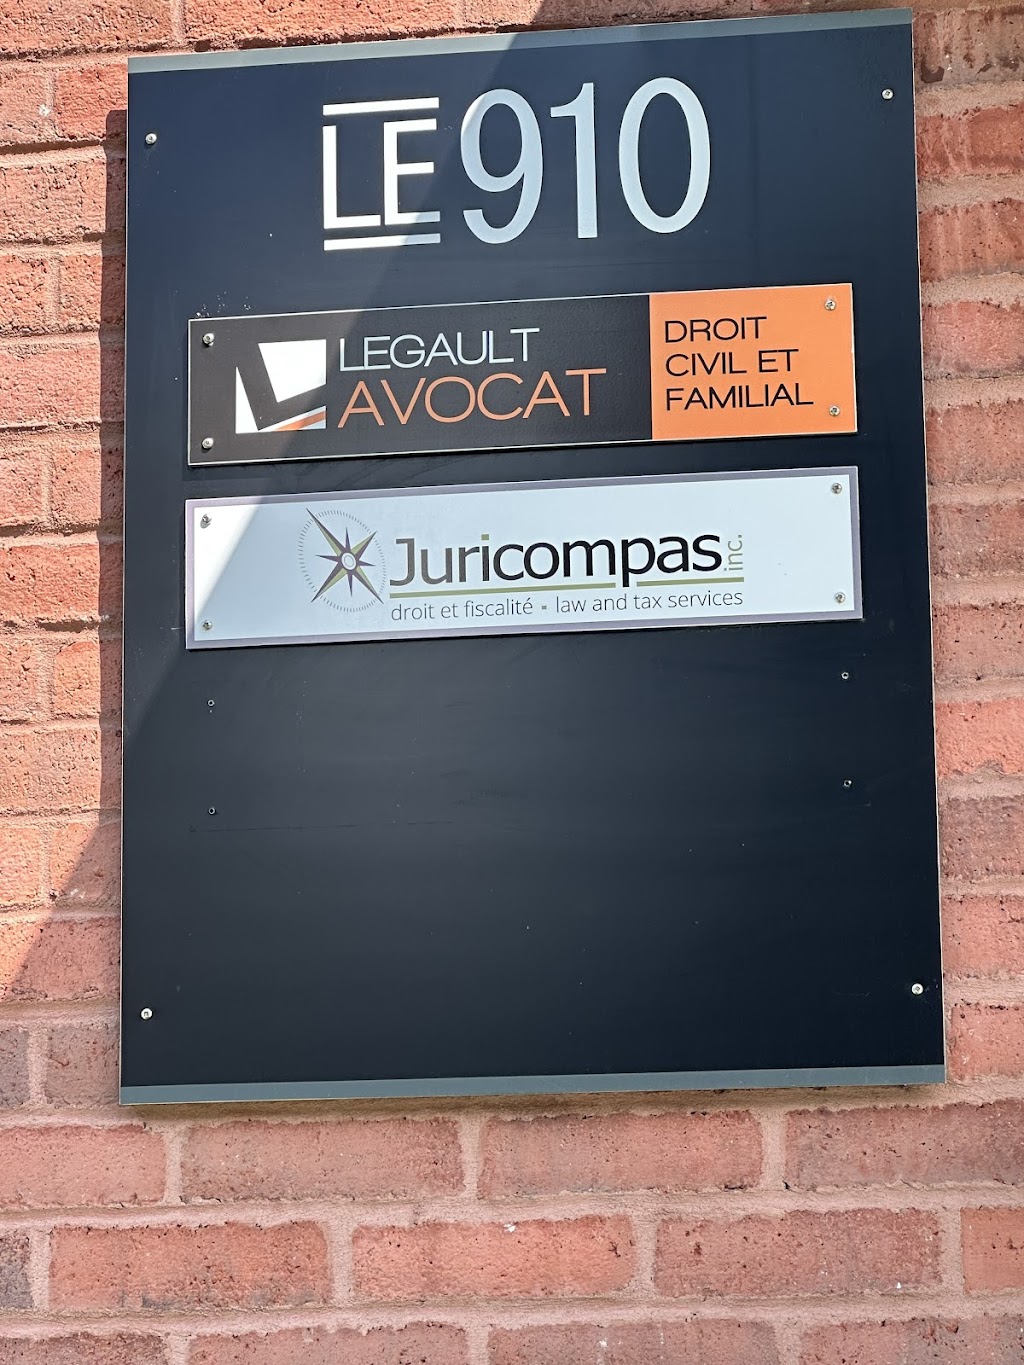 LE 910
LEGAULT
AVOCAT
DROIT
CIVIL ET
FAMILIAL
Juricompas inc.
droit et fiscalité - law and tax services